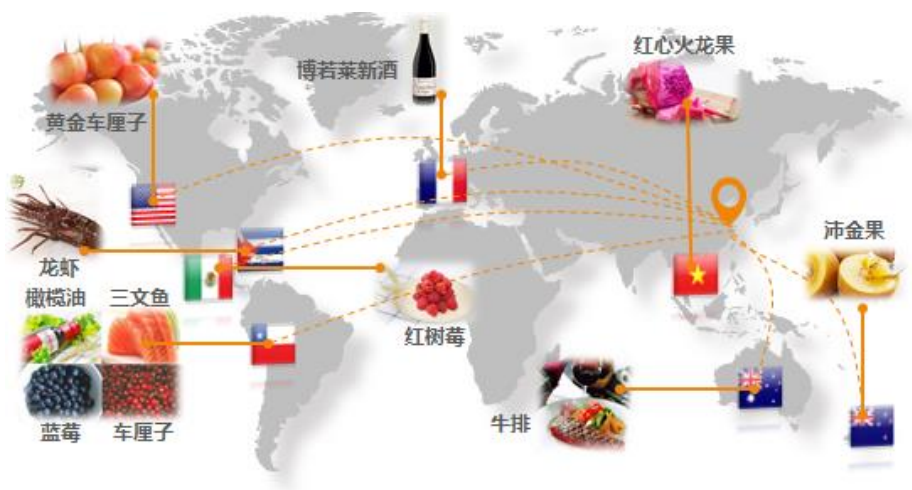 博若莱新酒
红心火龙果
黄金车厘子
沛金果
龙虾
橄榄油
三文鱼
红树莓
牛排
蓝莓
车厘子